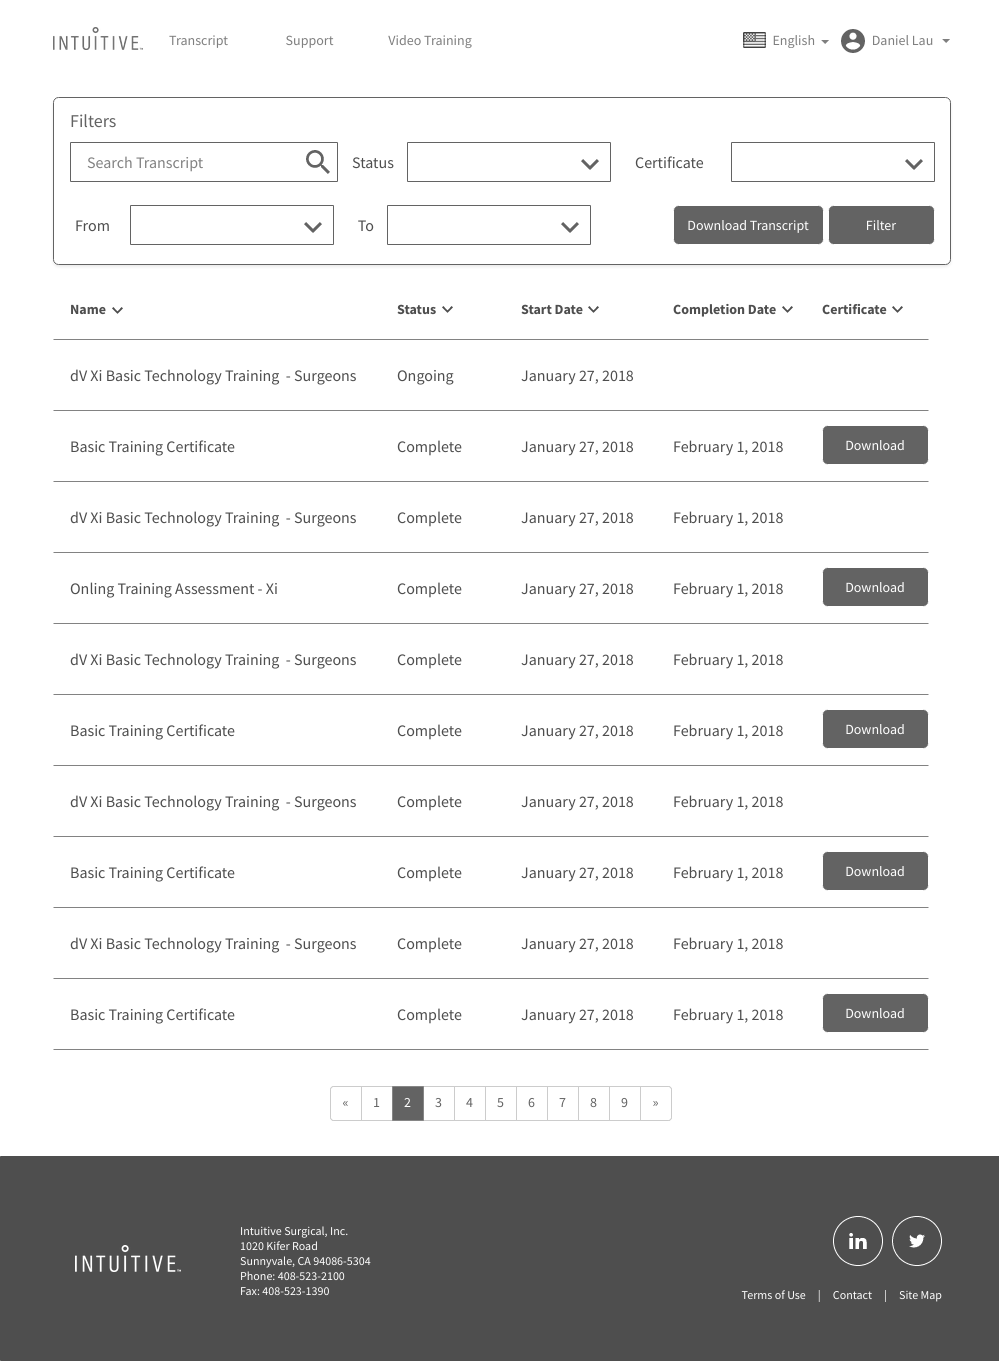 INTUITIVE™ Transcript Support Video Training English Daniel Lau
Filters
Search Transcript Status Certificate
From To Download Transcript Filter
Name Status Start Date Completion Date Certificate
dV Xi Basic Technology Training  - Surgeons Ongoing January 27, 2018
Basic Training Certificate Complete January 27, 2018 February 1, 2018 Download
dV Xi Basic Technology Training  - Surgeons Complete January 27, 2018 February 1, 2018
Onling Training Assessment - Xi Complete January 27, 2018 February 1, 2018 Download
dV Xi Basic Technology Training  - Surgeons Complete January 27, 2018 February 1, 2018
Basic Training Certificate Complete January 27, 2018 February 1, 2018 Download
dV Xi Basic Technology Training  - Surgeons Complete January 27, 2018 February 1, 2018
Basic Training Certificate Complete January 27, 2018 February 1, 2018 Download
dV Xi Basic Technology Training  - Surgeons Complete January 27, 2018 February 1, 2018
Basic Training Certificate Complete January 27, 2018 February 1, 2018 Download
« 1 2 3 4 5 6 7 8 9 »
INTUITIVE™
Intuitive Surgical, Inc.
1020 Kifer Road
Sunnyvale, CA 94086-5304
Phone: 408-523-2100
Fax: 408-523-1390
in
Terms of Use | Contact | Site Map